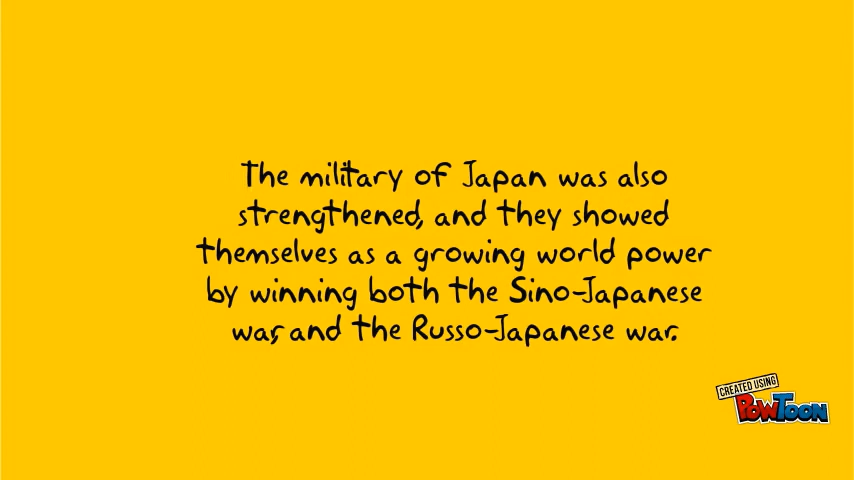 The military of Japan was also
strengthened, and they showed
themselves as a growing world power
by winning both the Sino-Japanese
war, and the Russo-Japanese war.
CREATED USING
POWTOON